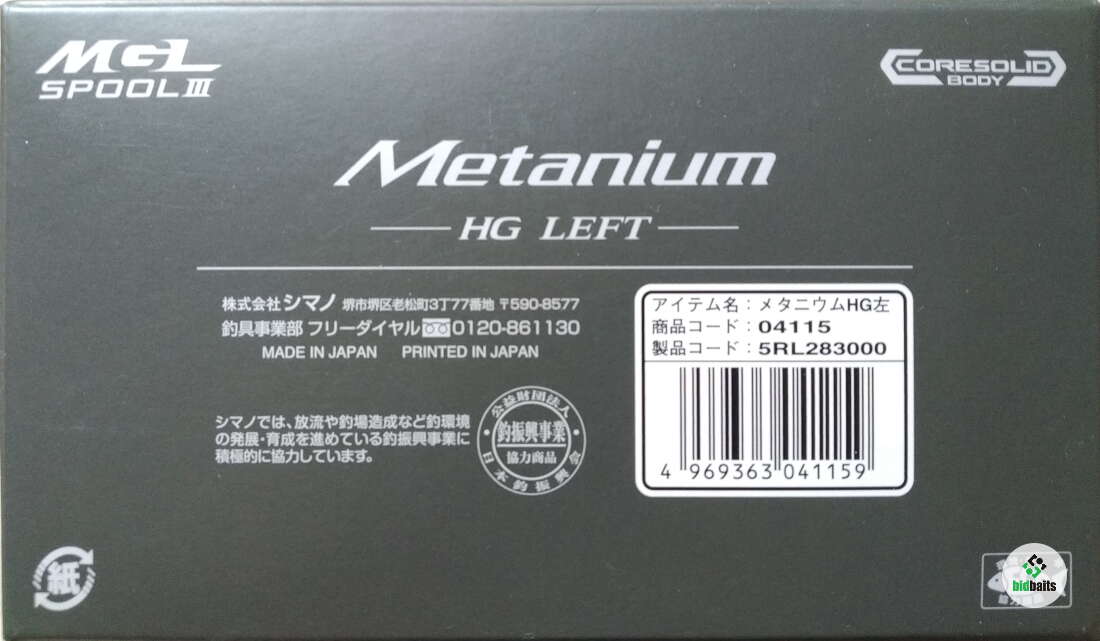 MGL
SPOOL III
CORESOLID
BODY
Metanium
HG LEFT
株式会社シマノ 堺市堺区老松町3丁77番地 〒590-8577
釣具事業部 フリーダイヤル 0120-861130
MADE IN JAPAN PRINTED IN JAPAN
アイテム名：メタニウムHG左
商品コード：04115
製品コード：5RL283000
4 969363 041159
シマノでは、放流や釣場造成など釣環境
の発展・育成を進めている釣振興事業に
積極的に協力しています。
公益財団法人
釣振興事業
協力商品
日本釣振興会
紙
bidbaits